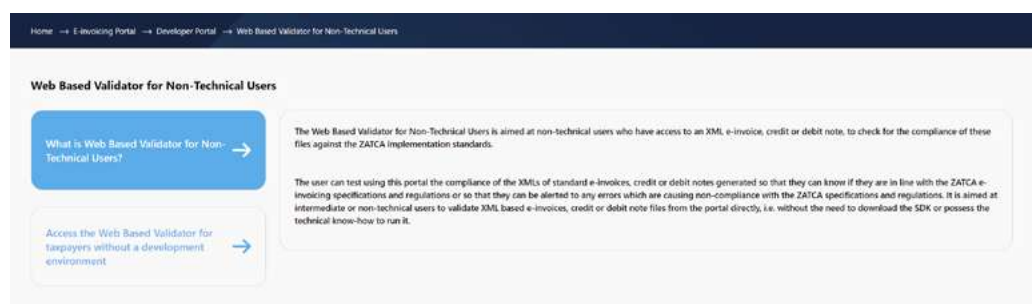 Home → E-invoicing Portal → Developer Portal → Web Based Validator for Non-Technical Users
Web Based Validator for Non-Technical Users
What is Web Based Validator for Non-
Technical Users?
→
The Web Based Validator for Non-Technical Users is aimed at non-technical users who have access to an XML e-invoice, credit or debit note, to check for the compliance of these
files against the ZATCA implementation standards.
The user can test using this portal the compliance of the XMLs of standard e-invoices, credit or debit notes generated so that they can know if they are in line with the ZATCA e-
invoicing specifications and regulations or so that they can be alerted to any errors which are causing non-compliance with the ZATCA specifications and regulations. It is aimed at
intermediate or non-technical users to validate XML based e-invoices, credit or debit note files from the portal directly, i.e. without the need to download the SDK or possess the
technical know-how to run it.
Access the Web Based Validator for
taxpayers without a development
environment
→